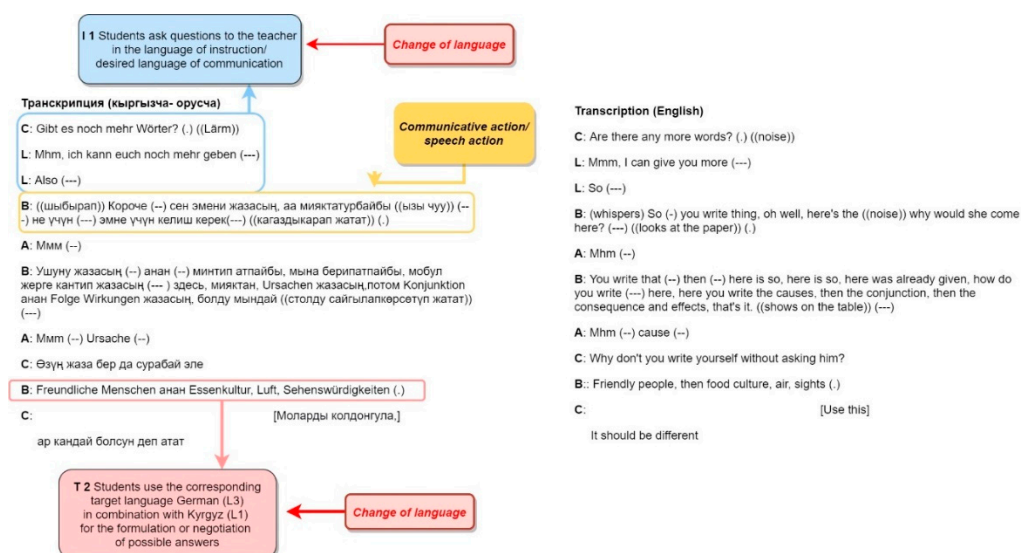 I 1 Students ask questions to the teacher
in the language of instruction/
desired language of communication
Change of language
Транскрипция (кыргызча- орусча)
C: Gibt es noch mehr Wörter? (.) ((Lärm))
L: Mhm, ich kann euch noch mehr geben (---)
L: Also (---)
Communicative action/
speech action
B: ((шыбырап)) Короче (--) сен эмени жазасың, аа мияктатурбайбы ((ызы чуу)) (--
-) не үчүн (---) эмне үчүн келиш керек(---) ((кагаздыкарап жатат)) (.)
A: Ммм (--)
B: Ушуну жазасың (--) анан (--) минтип атпайбы, мына берипатпайбы, мобул
жерге кантип жазасың (--- ) здесь, мияктан, Ursachen жазасың,потом Konjunktion
анан Folge Wirkungen жазасың, болду мындай ((столду сайгылапкөрсөтүп жатат))
(---)
A: Ммм (--) Ursache (--)
C: Өзүң жаза бер да сурабай эле
B: Freundliche Menschen анан Essenkultur, Luft, Sehenswürdigkeiten (.)
C: [Моларды колдонгула,]
ар кандай болсун деп атат
T 2 Students use the corresponding
target language German (L3)
in combination with Kyrgyz (L1)
for the formulation or negotiation
of possible answers
Change of language
Transcription (English)
C: Are there any more words? (.) ((noise))
L: Mmm, I can give you more (---)
L: So (---)
B: (whispers) So (-) you write thing, oh well, here's the ((noise)) why would she come
here? (---) ((looks at the paper)) (.)
A: Mhm (--)
B: You write that (--) then (--) here is so, here is so, here was already given, how do
you write (---) here, here you write the causes, then the conjunction, then the
consequence and effects, that's it. ((shows on the table)) (---)
A: Mhm (--) cause (--)
C: Why don't you write yourself without asking him?
B:: Friendly people, then food culture, air, sights (.)
C: [Use this]
It should be different